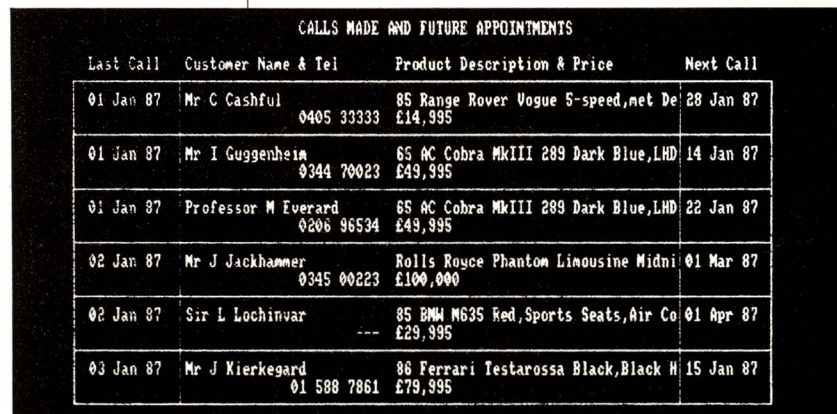 CALLS MADE AND FUTURE APPOINTMENTS
Last Call Customer Name & Tel Product Description & Price Next Call
01 Jan 87 Mr C Cashful 85 Range Rover Vogue 5-speed,met De 28 Jan 87
0405 33333 £14,995
01 Jan 87 Mr I Guggenheim 65 AC Cobra MkIII 289 Dark Blue,LHD 14 Jan 87
0344 70023 £49,995
01 Jan 87 Professor M Everard 65 AC Cobra MkIII 289 Dark Blue,LHD 22 Jan 87
0206 96534 £49,995
02 Jan 87 Mr J Jackhammer Rolls Royce Phantom Limousine Midni 01 Mar 87
0345 00223 £100,000
02 Jan 87 Sir L Lochinvar 85 BMW M635 Red,Sports Seats,Air Co 01 Apr 87
--- £29,995
03 Jan 87 Mr J Kierkegard 86 Ferrari Testarossa Black,Black H 15 Jan 87
01 588 7861 £79,995